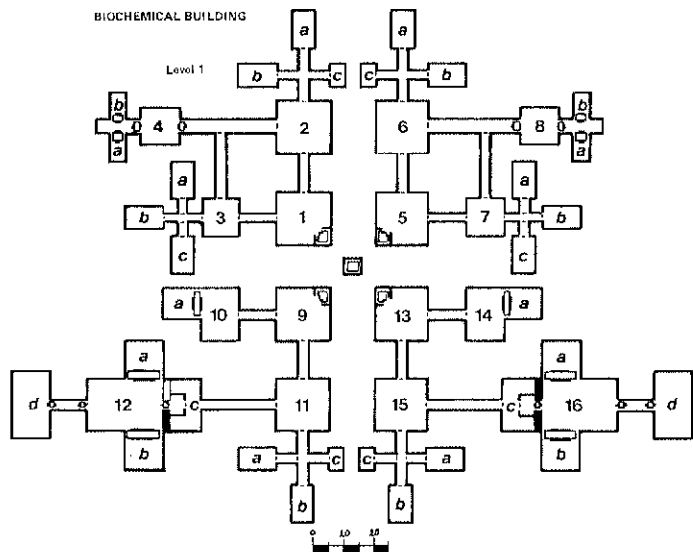 BIOCHEMICAL BUILDING
Level 1
a a
b c c b
b b
4 2 6 8
a a
a a
b 3 1 5 7 b
c c
a 10 9 13 14 a
a a
d 12 c 11 15 c 16 d
b b
a c c a
b b
0 10 20